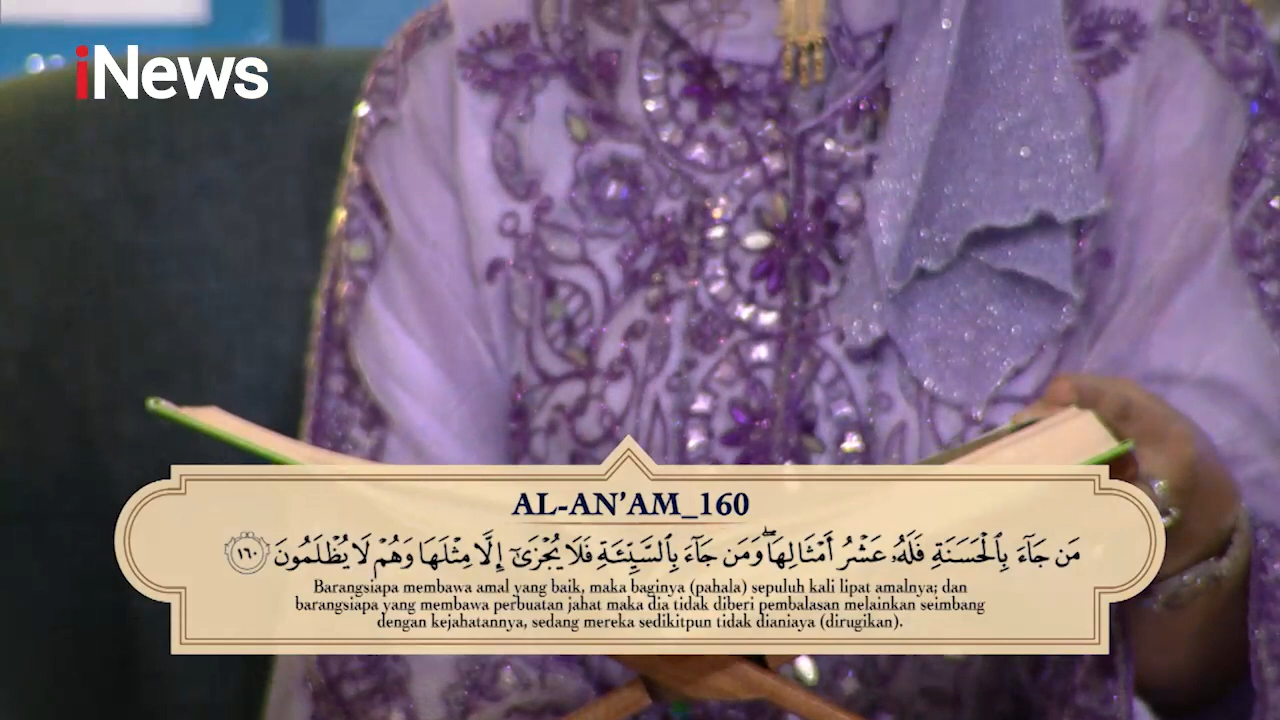 iNews
AL-AN’AM_160
مَن جَآءَ بِٱلْحَسَنَةِ فَلَهُۥ عَشْرُ أَمْثَالِهَا ۖ وَمَن جَآءَ بِٱلسَّيِّئَةِ فَلَا يُجْزَىٰٓ إِلَّا مِثْلَهَا وَهُمْ لَا يُظْلَمُونَ ١٦٠
Barangsiapa membawa amal yang baik, maka baginya (pahala) sepuluh kali lipat amalnya; dan
barangsiapa yang membawa perbuatan jahat maka dia tidak diberi pembalasan melainkan seimbang
dengan kejahatannya, sedang mereka sedikitpun tidak dianiaya (dirugikan).